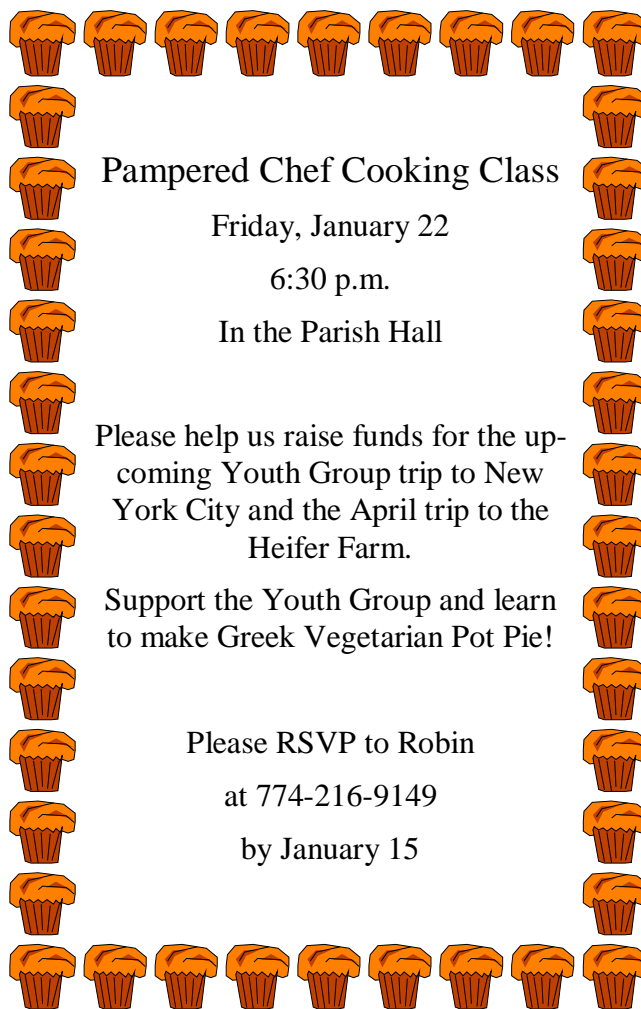 Pampered Chef Cooking Class
Friday, January 22
6:30 p.m.
In the Parish Hall
Please help us raise funds for the up-
coming Youth Group trip to New
York City and the April trip to the
Heifer Farm.
Support the Youth Group and learn
to make Greek Vegetarian Pot Pie!
Please RSVP to Robin
at 774-216-9149
by January 15